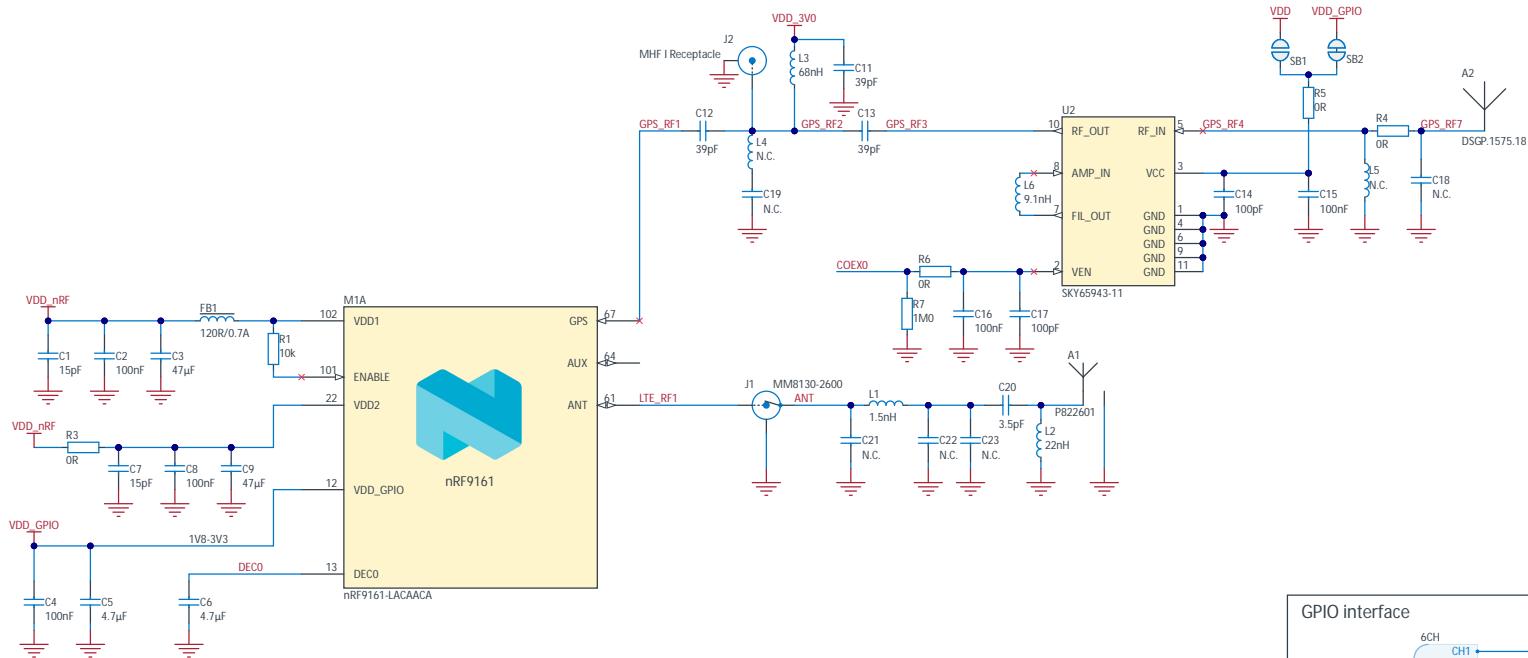 VDD_3V0
J2
MHF I Receptacle
L3
68nH
C11
39pF
GPS_RF1
C12
39pF
GPS_RF2
C13
39pF
GPS_RF3
L4
N.C.
C19
N.C.
U2
10
RF_OUT
RF_IN
5
8
AMP_IN
VCC
3
L6
9.1nH
7
FIL_OUT
GND
1
GND
4
GND
6
GND
9
GND
11
2
VEN
SKY65943-11
VDD
VDD_GPIO
SB1
SB2
R5
0R
GPS_RF4
R4
0R
GPS_RF7
A2
DSGP.1575.18
L5
N.C.
C18
N.C.
C14
100pF
C15
100nF
COEX0
R6
0R
R7
1M0
C16
100nF
C17
100pF
VDD_nRF
FB1
120R/0.7A
C1
15pF
C2
100nF
C3
47µF
R1
10k
M1A
102
VDD1
101
ENABLE
22
VDD2
12
VDD_GPIO
13
DEC0
GPS
67
AUX
64
ANT
61
nRF9161
nRF9161-LACAACA
VDD_nRF
R3
0R
C7
15pF
C8
100nF
C9
47µF
VDD_GPIO
1V8-3V3
DEC0
C4
100nF
C5
4.7µF
C6
4.7µF
LTE_RF1
J1
MM8130-2600
ANT
L1
1.5nH
C20
3.5pF
A1
P822601
C21
N.C.
C22
N.C.
C23
N.C.
L2
22nH
GPIO interface
6CH
CH1